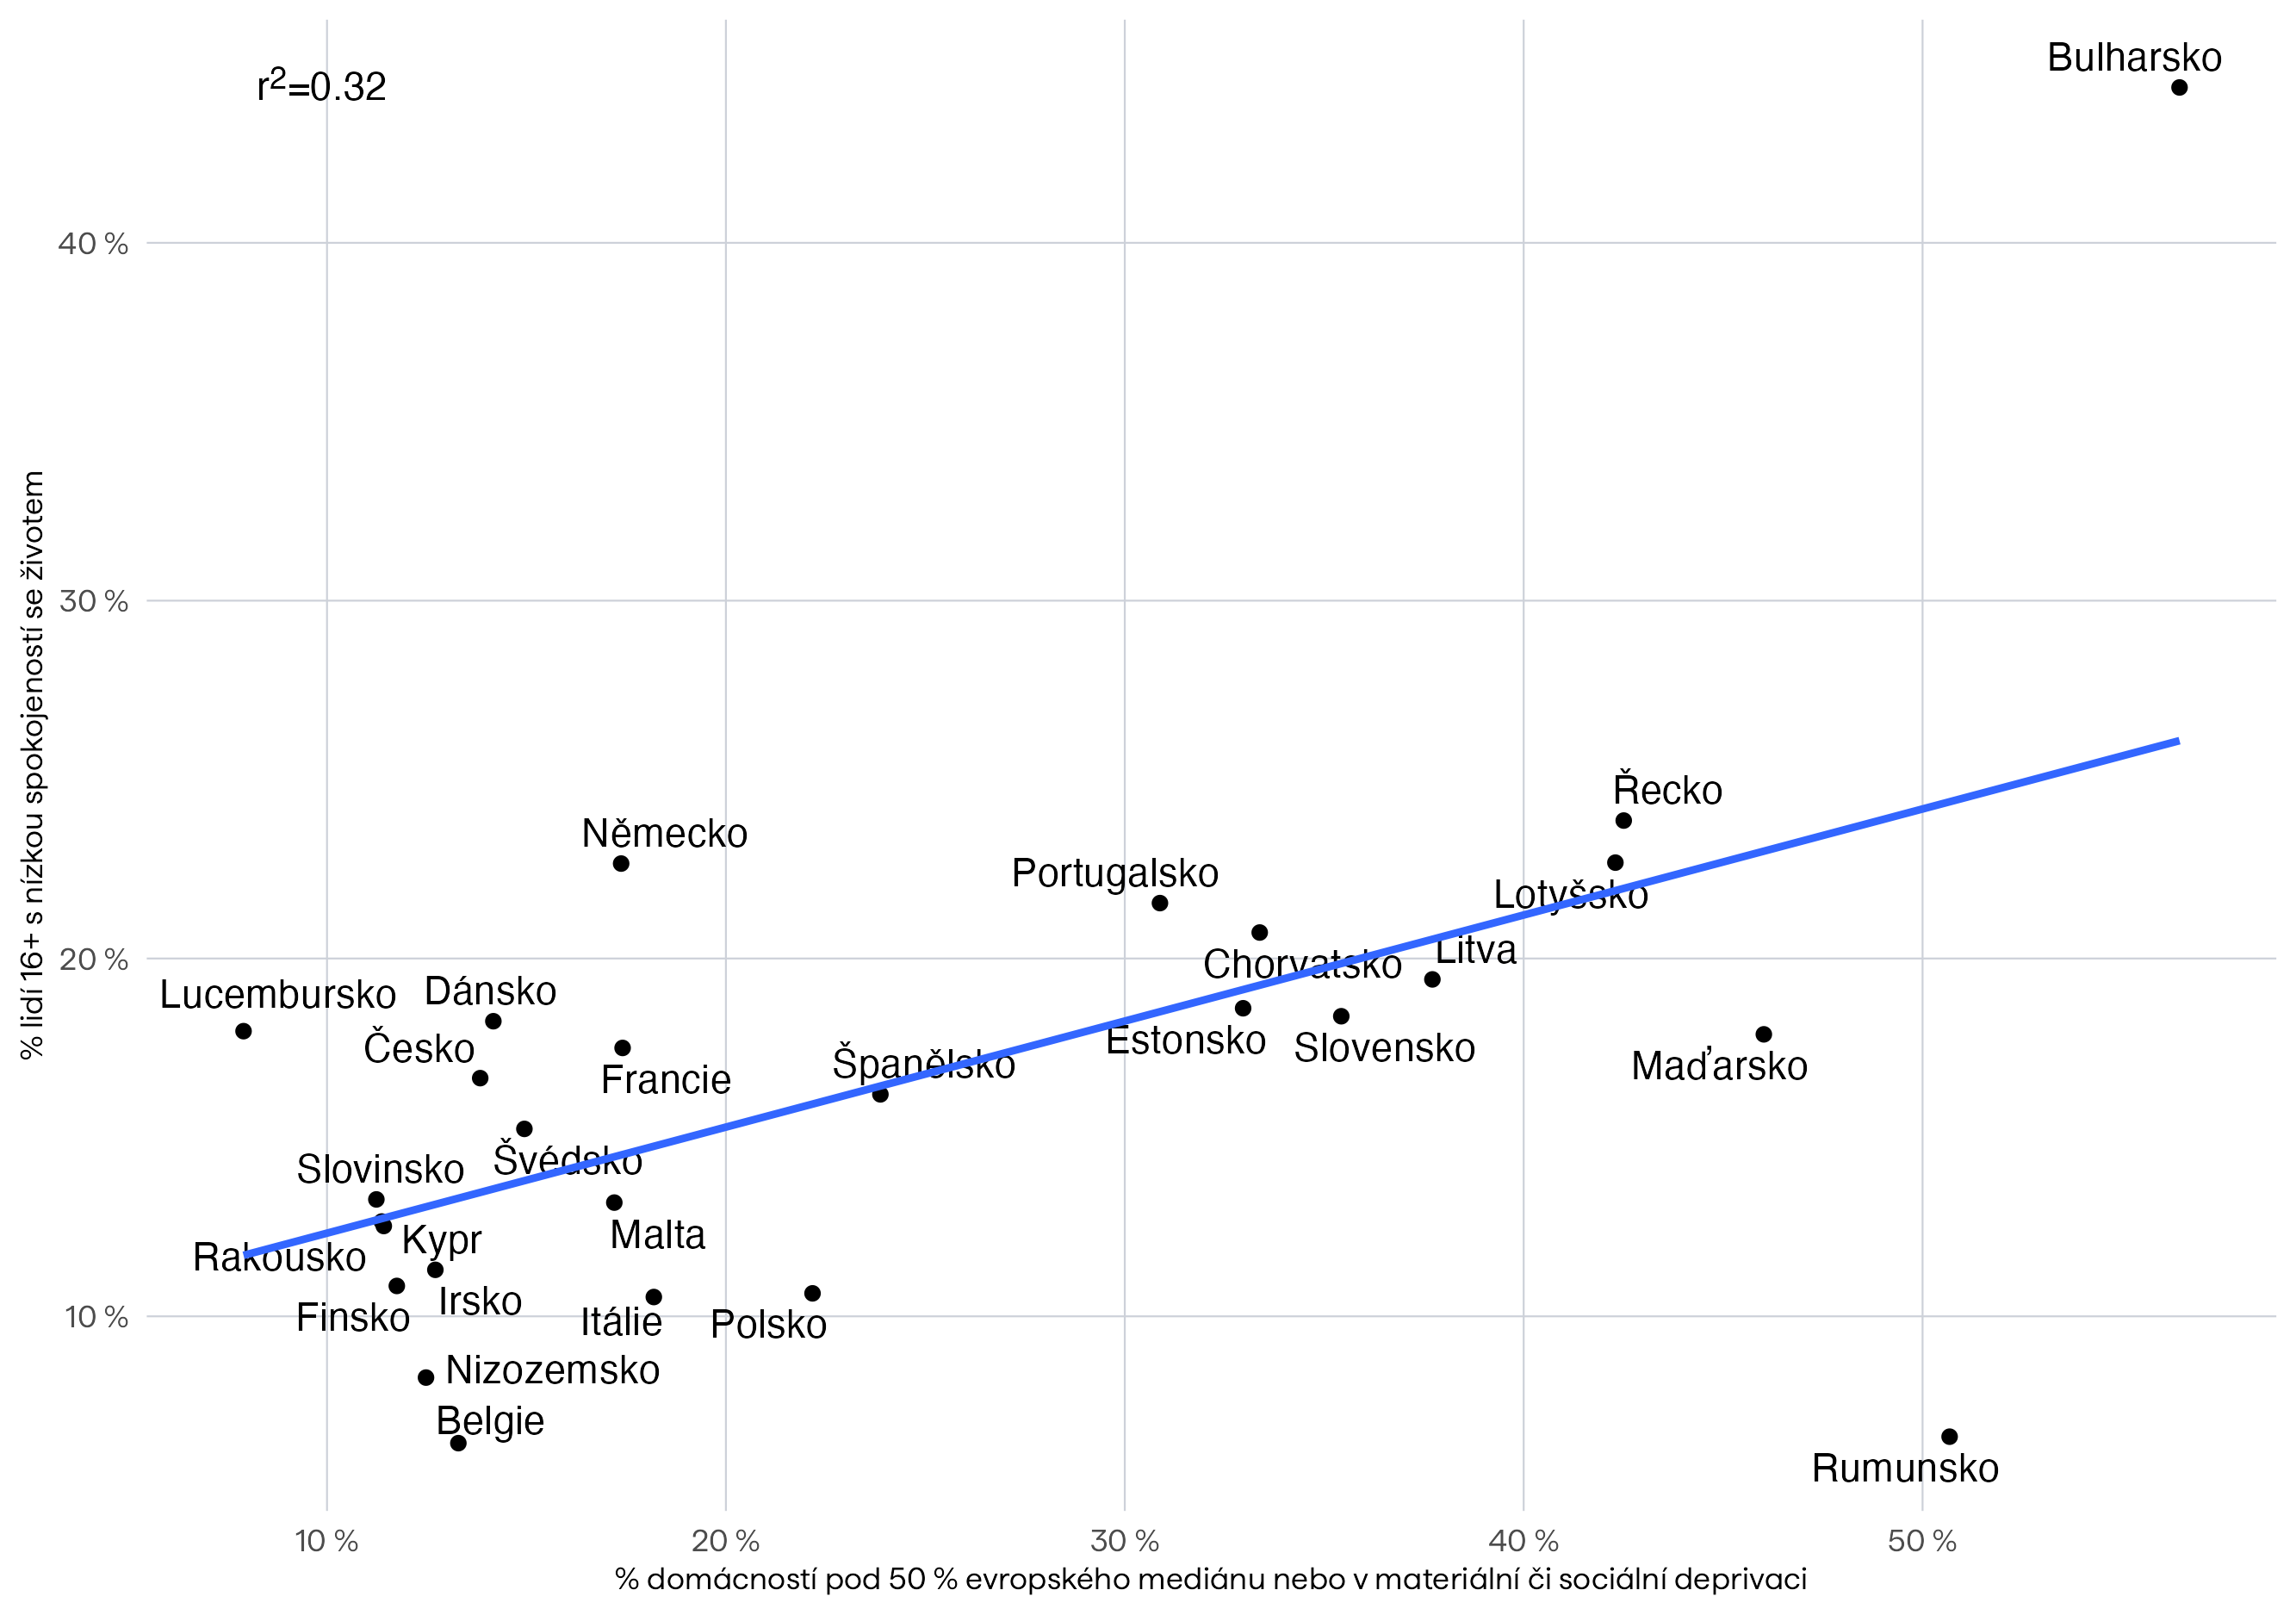 Bulharsko
r²=0.32
40 %
30 %
Řecko
Německo
Portugalsko
Lotyšsko
Litva
20 %
Chorvatsko
Lucembursko
Dánsko
Česko
Estonsko
Slovensko
Španělsko
Maďarsko
Francie
Švédsko
Slovinsko
Malta
Kypr
Rakousko
Irsko
Finsko
10 %
Itálie
Polsko
Nizozemsko
Belgie
Rumunsko
% lidí 16+ s nízkou spokojeností se životem
10 %
20 %
30 %
40 %
50 %
% domácností pod 50 % evropského mediánu nebo v materiální či sociální deprivaci